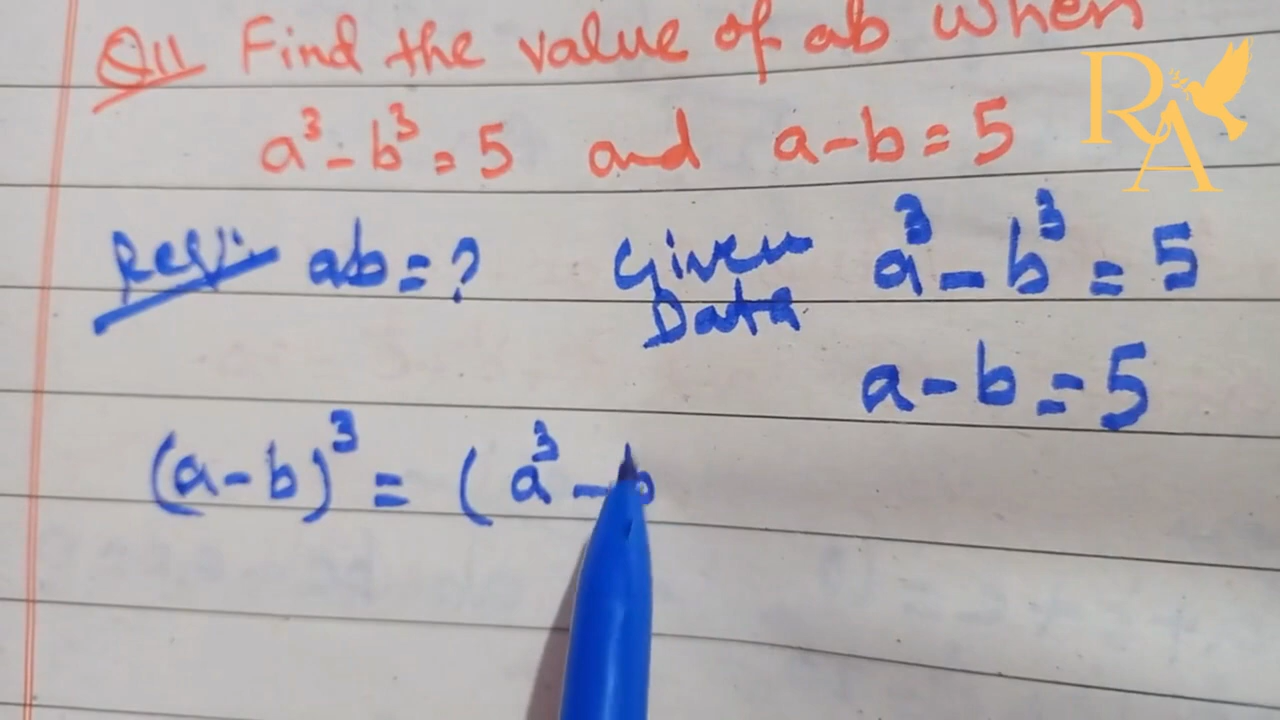 Q11 Find the value of ab when
a³ - b³ = 5 and a - b = 5
ab = ? Given Data a³ - b³ = 5
a - b = 5
(a - b)³ = (a³ - b
RA